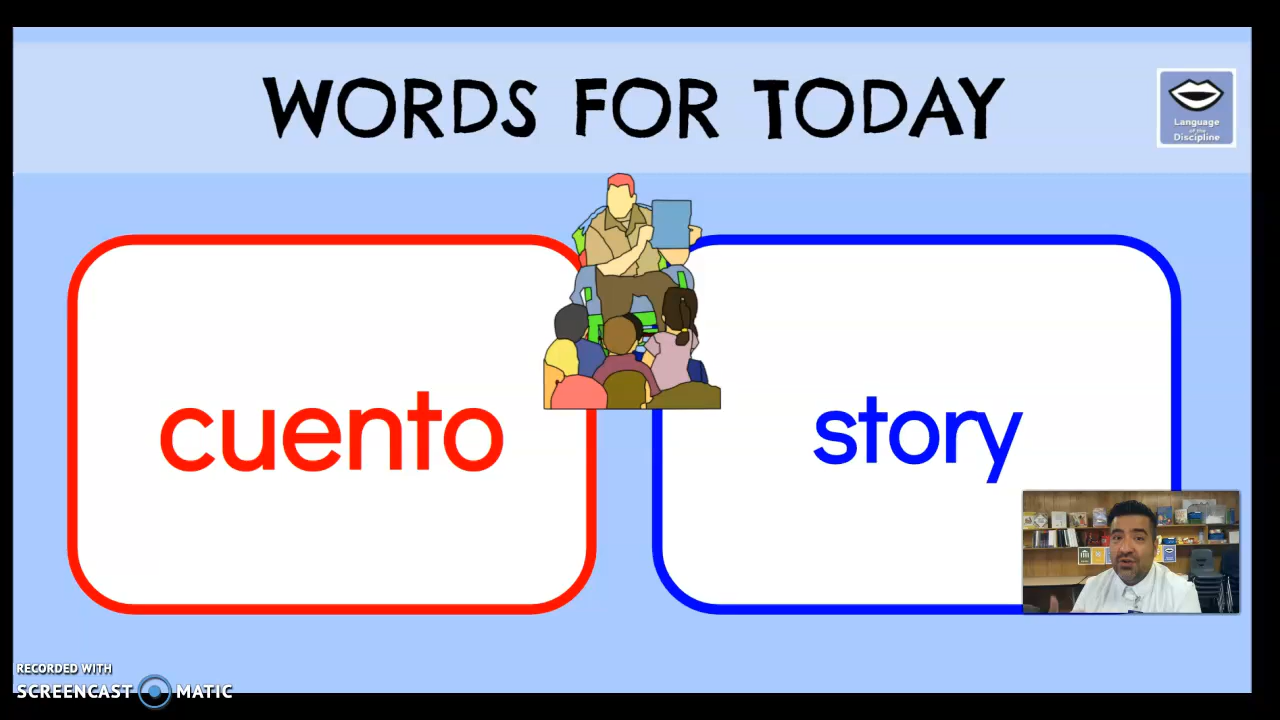 WORDS FOR TODAY
Language
of the
Discipline
cuento
story
RECORDED WITH
SCREENCAST MATIC